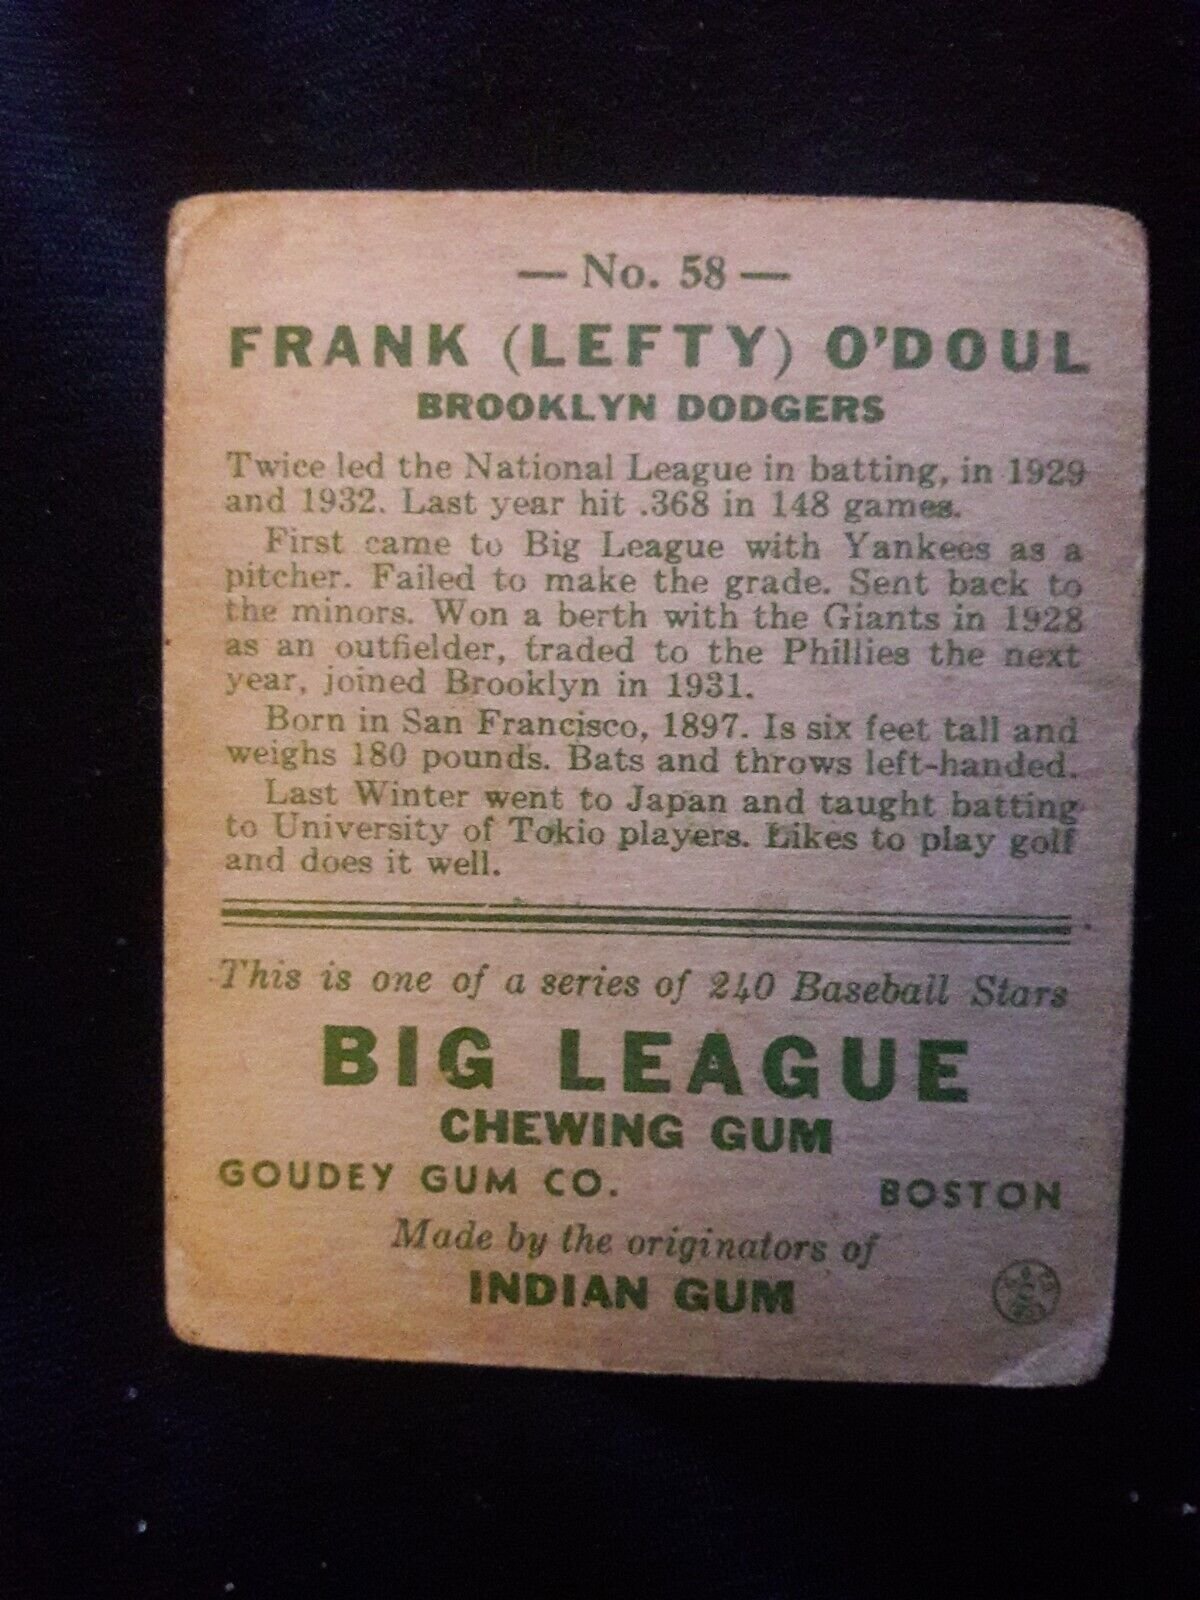 — No. 58 —
FRANK (LEFTY) O'DOUL
BROOKLYN DODGERS
Twice led the National League in batting, in 1929
and 1932. Last year hit .368 in 148 games.
First came to Big League with Yankees as a
pitcher. Failed to make the grade. Sent back to
the minors. Won a berth with the Giants in 1928
as an outfielder, traded to the Phillies the next
year, joined Brooklyn in 1931.
Born in San Francisco, 1897. Is six feet tall and
weighs 180 pounds. Bats and throws left-handed.
Last Winter went to Japan and taught batting
to University of Tokio players. Likes to play golf
and does it well.
This is one of a series of 240 Baseball Stars
BIG LEAGUE
CHEWING GUM
GOUDEY GUM CO. BOSTON
Made by the originators of
INDIAN GUM